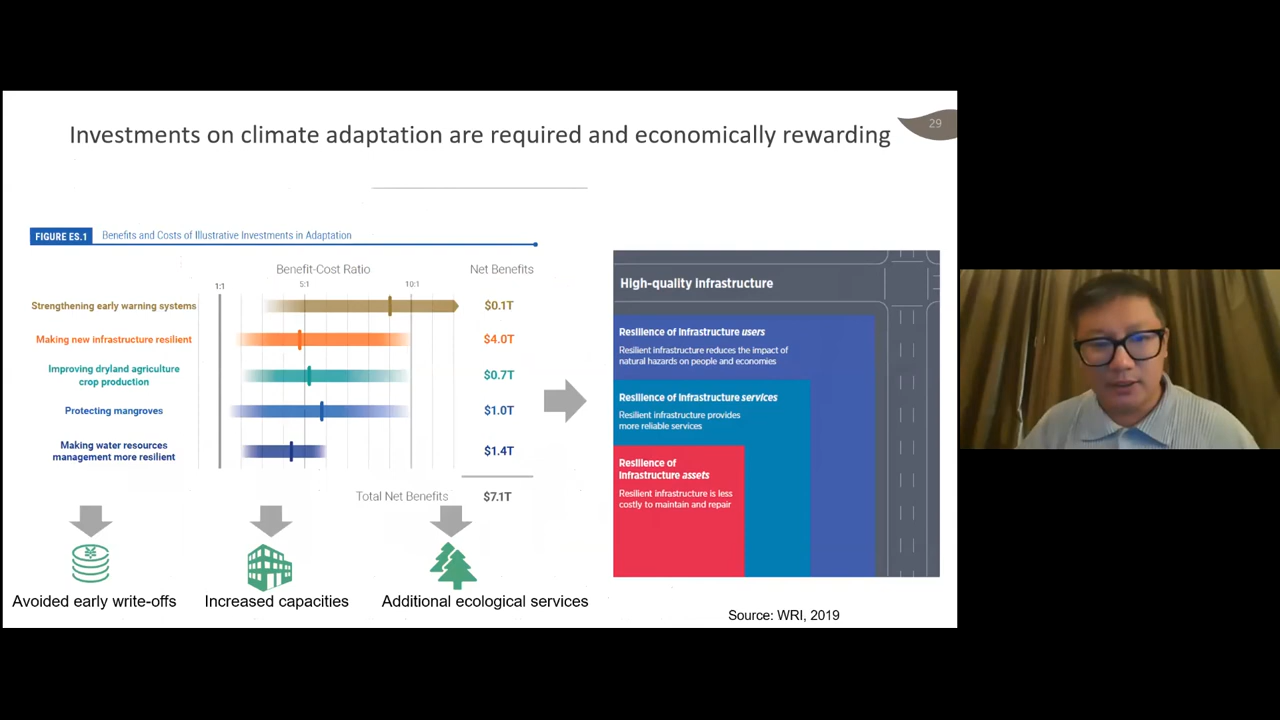 Investments on climate adaptation are required and economically rewarding
29
FIGURE ES.1
Benefits and Costs of Illustrative Investments in Adaptation
Benefit-Cost Ratio
Net Benefits
1:1
5:1
10:1
Strengthening early warning systems
$0.1T
Making new infrastructure resilient
$4.0T
Improving dryland agriculture
crop production
$0.7T
Protecting mangroves
$1.0T
Making water resources
management more resilient
$1.4T
Total Net Benefits
$7.1T
Avoided early write-offs
Increased capacities
Additional ecological services
High-quality infrastructure
Resilience of infrastructure users
Resilient infrastructure reduces the impact of
natural hazards on people and economies
Resilience of infrastructure services
Resilient infrastructure provides
more reliable services
Resilience of
infrastructure assets
Resilient infrastructure is less
costly to maintain and repair
Source: WRI, 2019